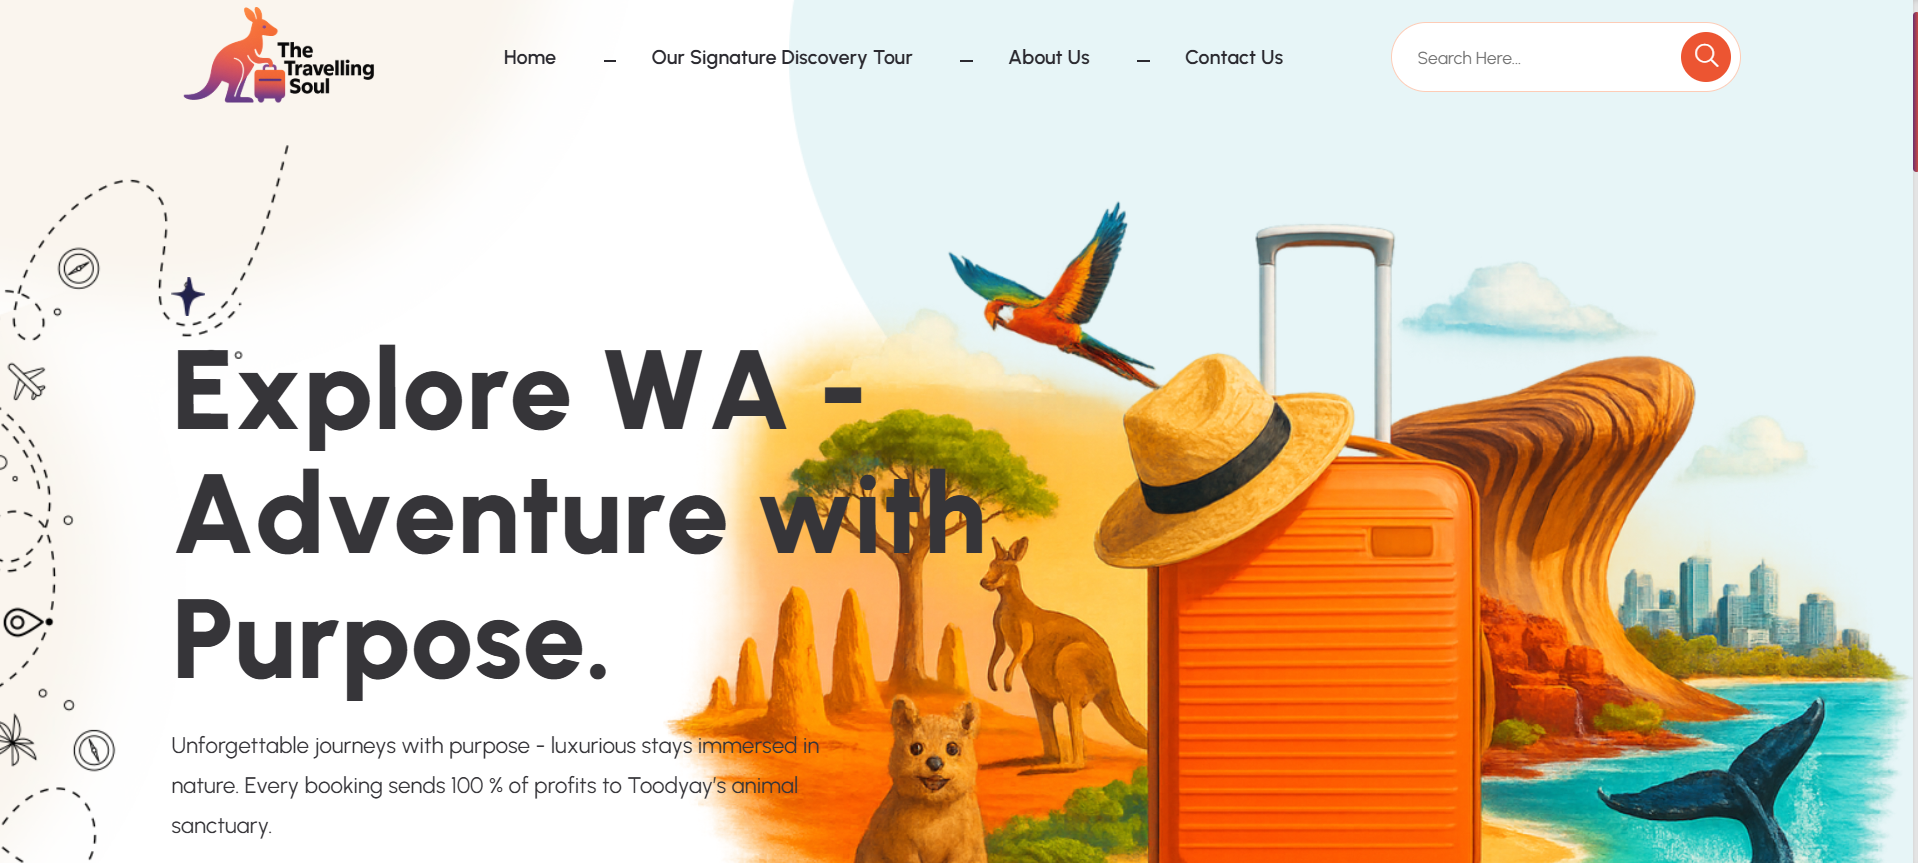 The
Travelling
Soul
Home – Our Signature Discovery Tour – About Us – Contact Us
Search Here...
Explore WA -
Adventure with
Purpose.
Unforgettable journeys with purpose - luxurious stays immersed in
nature. Every booking sends 100 % of profits to Toodyay’s animal
sanctuary.